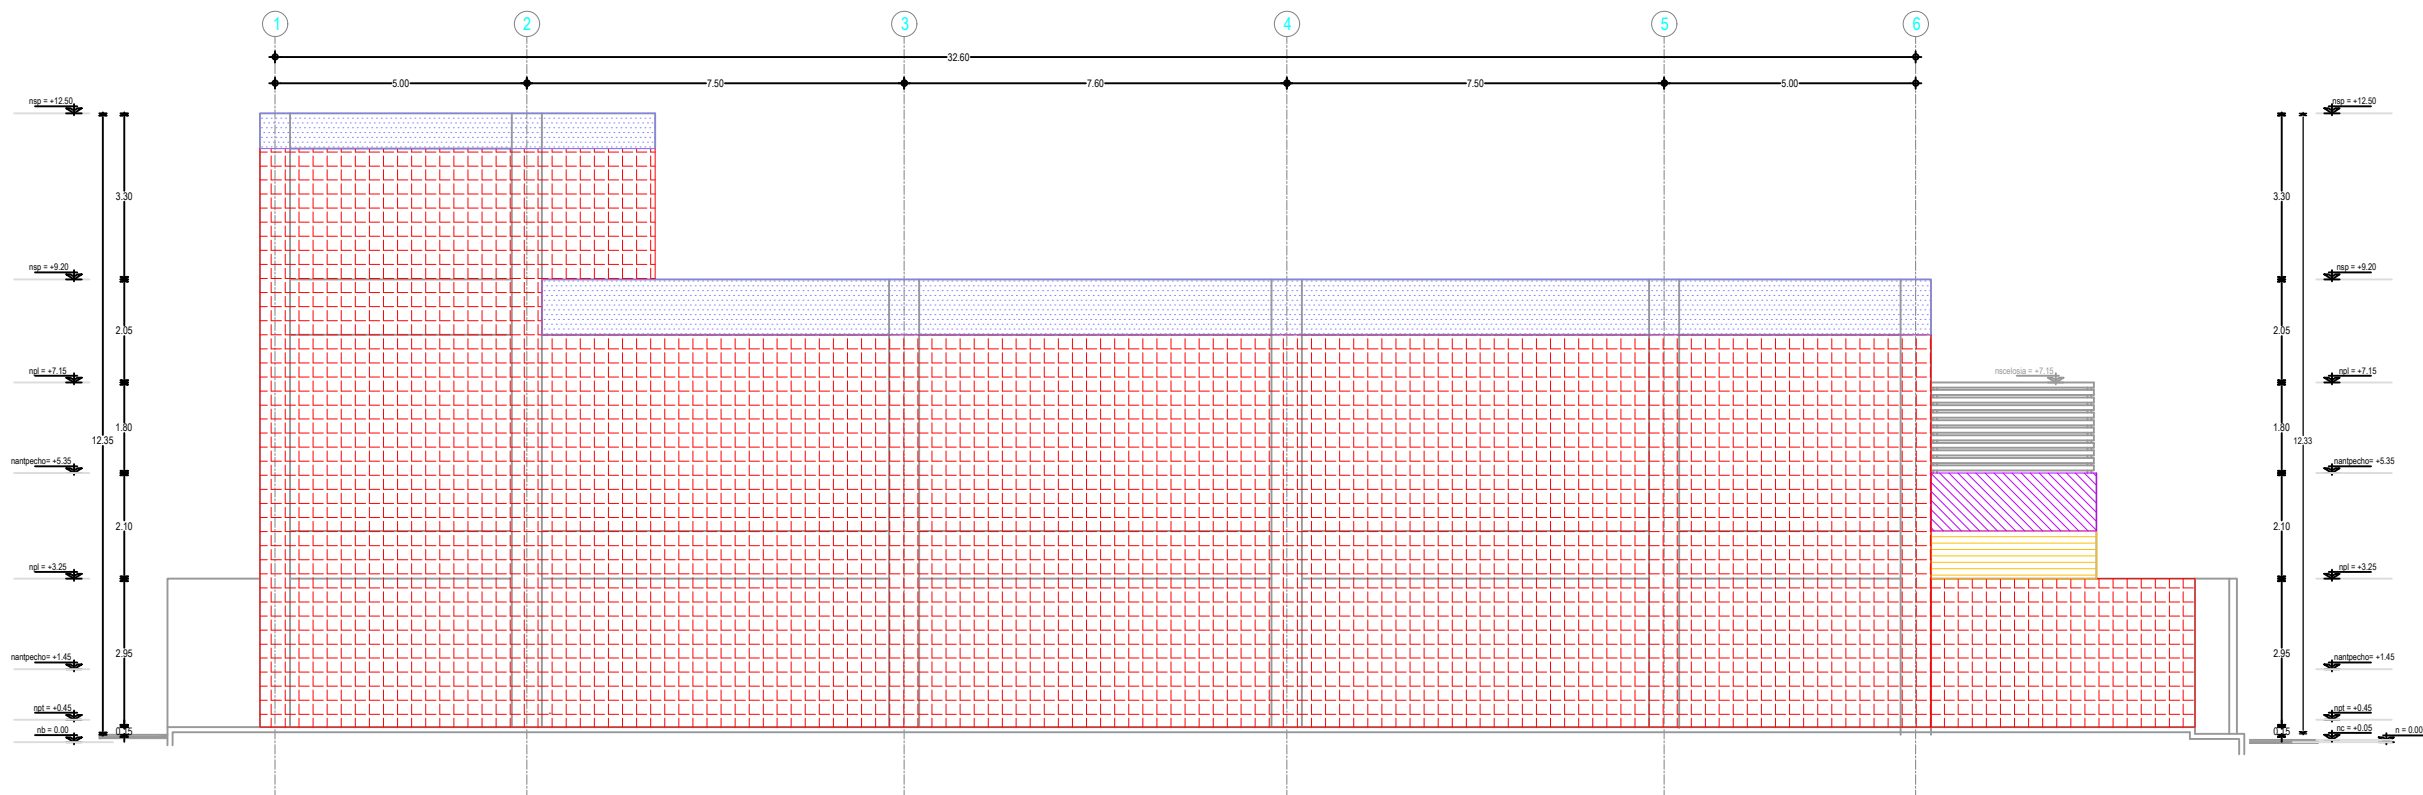 1 2 3 4 5 6
32.60
5.00 7.50 7.60 7.50 5.00
nsp = +12.50
3.30
nsp = +9.20
2.05
npl = +7.15
1.80
12.35
nantpecho= +5.35
2.10
npl = +3.25
2.95
nantpecho= +1.45
npt = +0.45
0.15
nb = 0.00
nscelosia = +7.15
nsp = +12.50
3.30
nsp = +9.20
2.05
npl = +7.15
1.80
12.33
nantpecho= +5.35
2.10
npl = +3.25
2.95
nantpecho= +1.45
npt = +0.45
0.15
nc = +0.05
n = 0.00